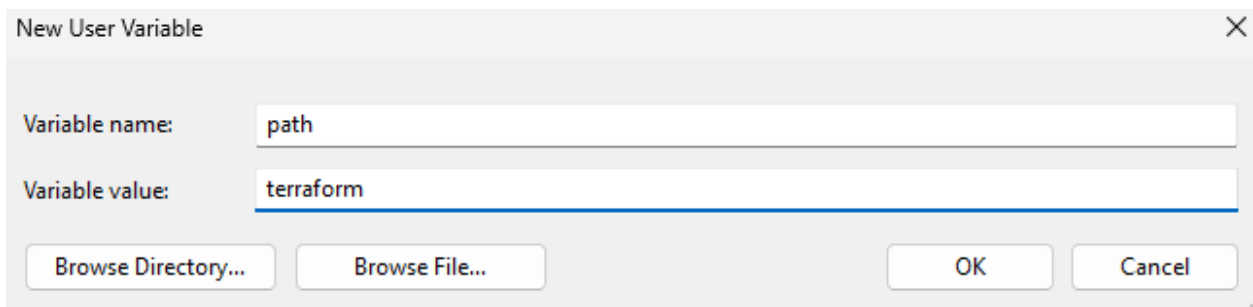 New User Variable
Variable name: path
Variable value: terraform
Browse Directory... Browse File... OK Cancel